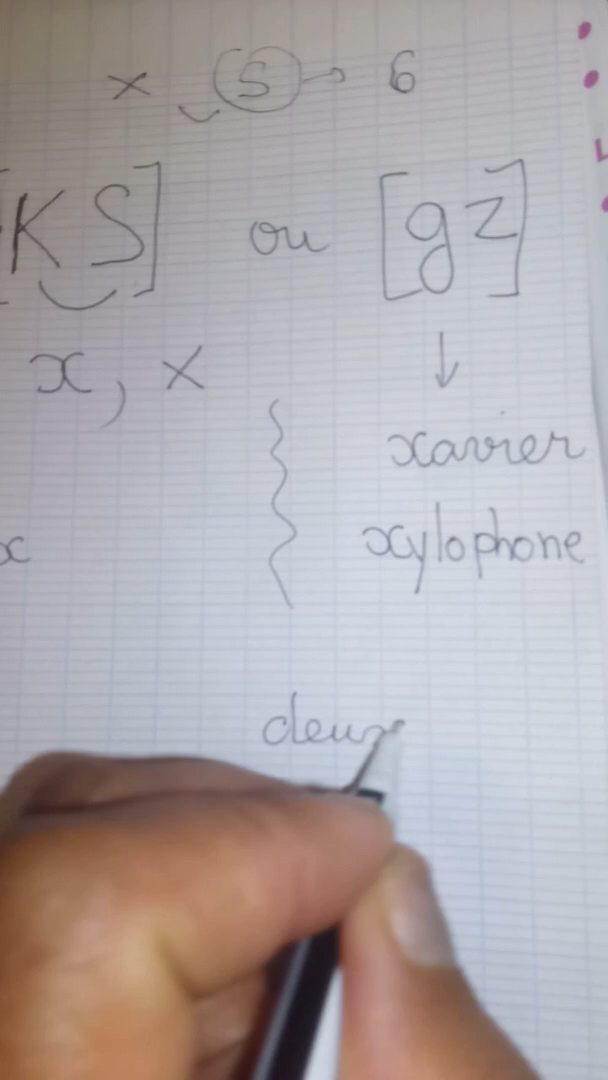 x s → 6
[KS] ou [gz]
x, x ↓
xavier
x xylophone
deux